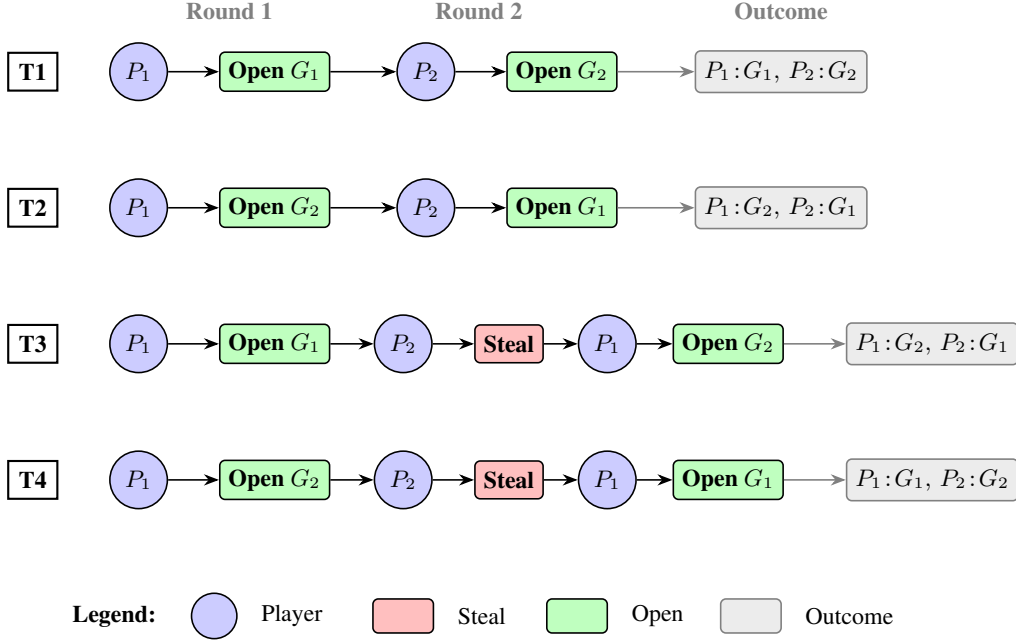 Round 1 Round 2 Outcome
T1 P₁ Open G₁ P₂ Open G₂ P₁:G₁, P₂:G₂
T2 P₁ Open G₂ P₂ Open G₁ P₁:G₂, P₂:G₁
T3 P₁ Open G₁ P₂ Steal P₁ Open G₂ P₁:G₂, P₂:G₁
T4 P₁ Open G₂ P₂ Steal P₁ Open G₁ P₁:G₁, P₂:G₂
Legend: Player Steal Open Outcome